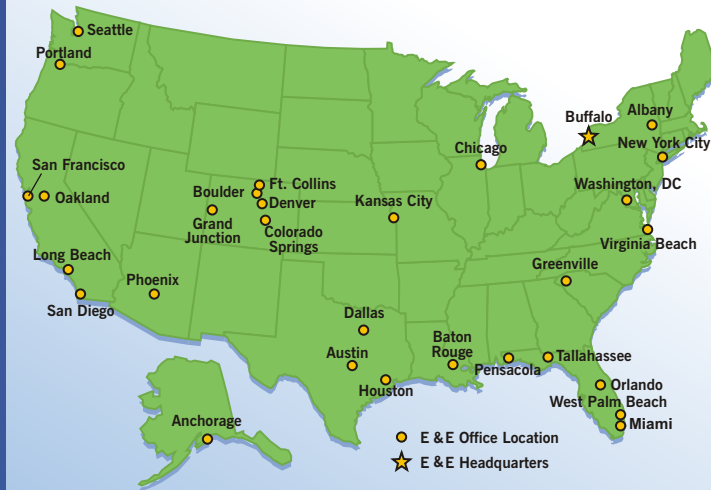 Seattle
Portland
Buffalo
Albany
New York City
Chicago
San Francisco
Oakland
Boulder
Ft. Collins
Denver
Grand
Junction
Colorado
Springs
Kansas City
Washington, DC
Virginia Beach
Long Beach
Phoenix
San Diego
Greenville
Dallas
Austin
Houston
Baton
Rouge
Pensacola
Tallahassee
Orlando
West Palm Beach
Miami
Anchorage
E & E Office Location
E & E Headquarters